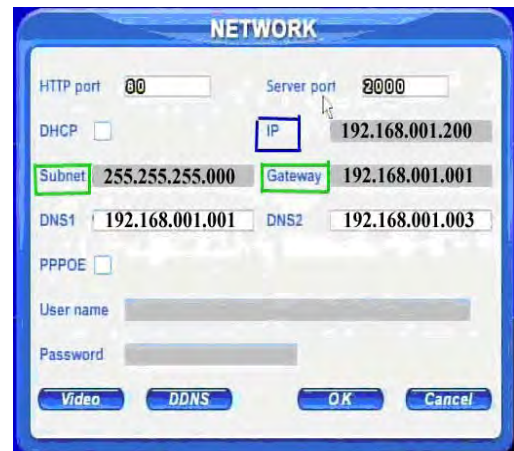 NETWORK
HTTP port 80 Server port 2000
DHCP IP 192.168.001.200
Subnet 255.255.255.000 Gateway 192.168.001.001
DNS1 192.168.001.001 DNS2 192.168.001.003
PPPOE
User name
Password
Video DDNS OK Cancel